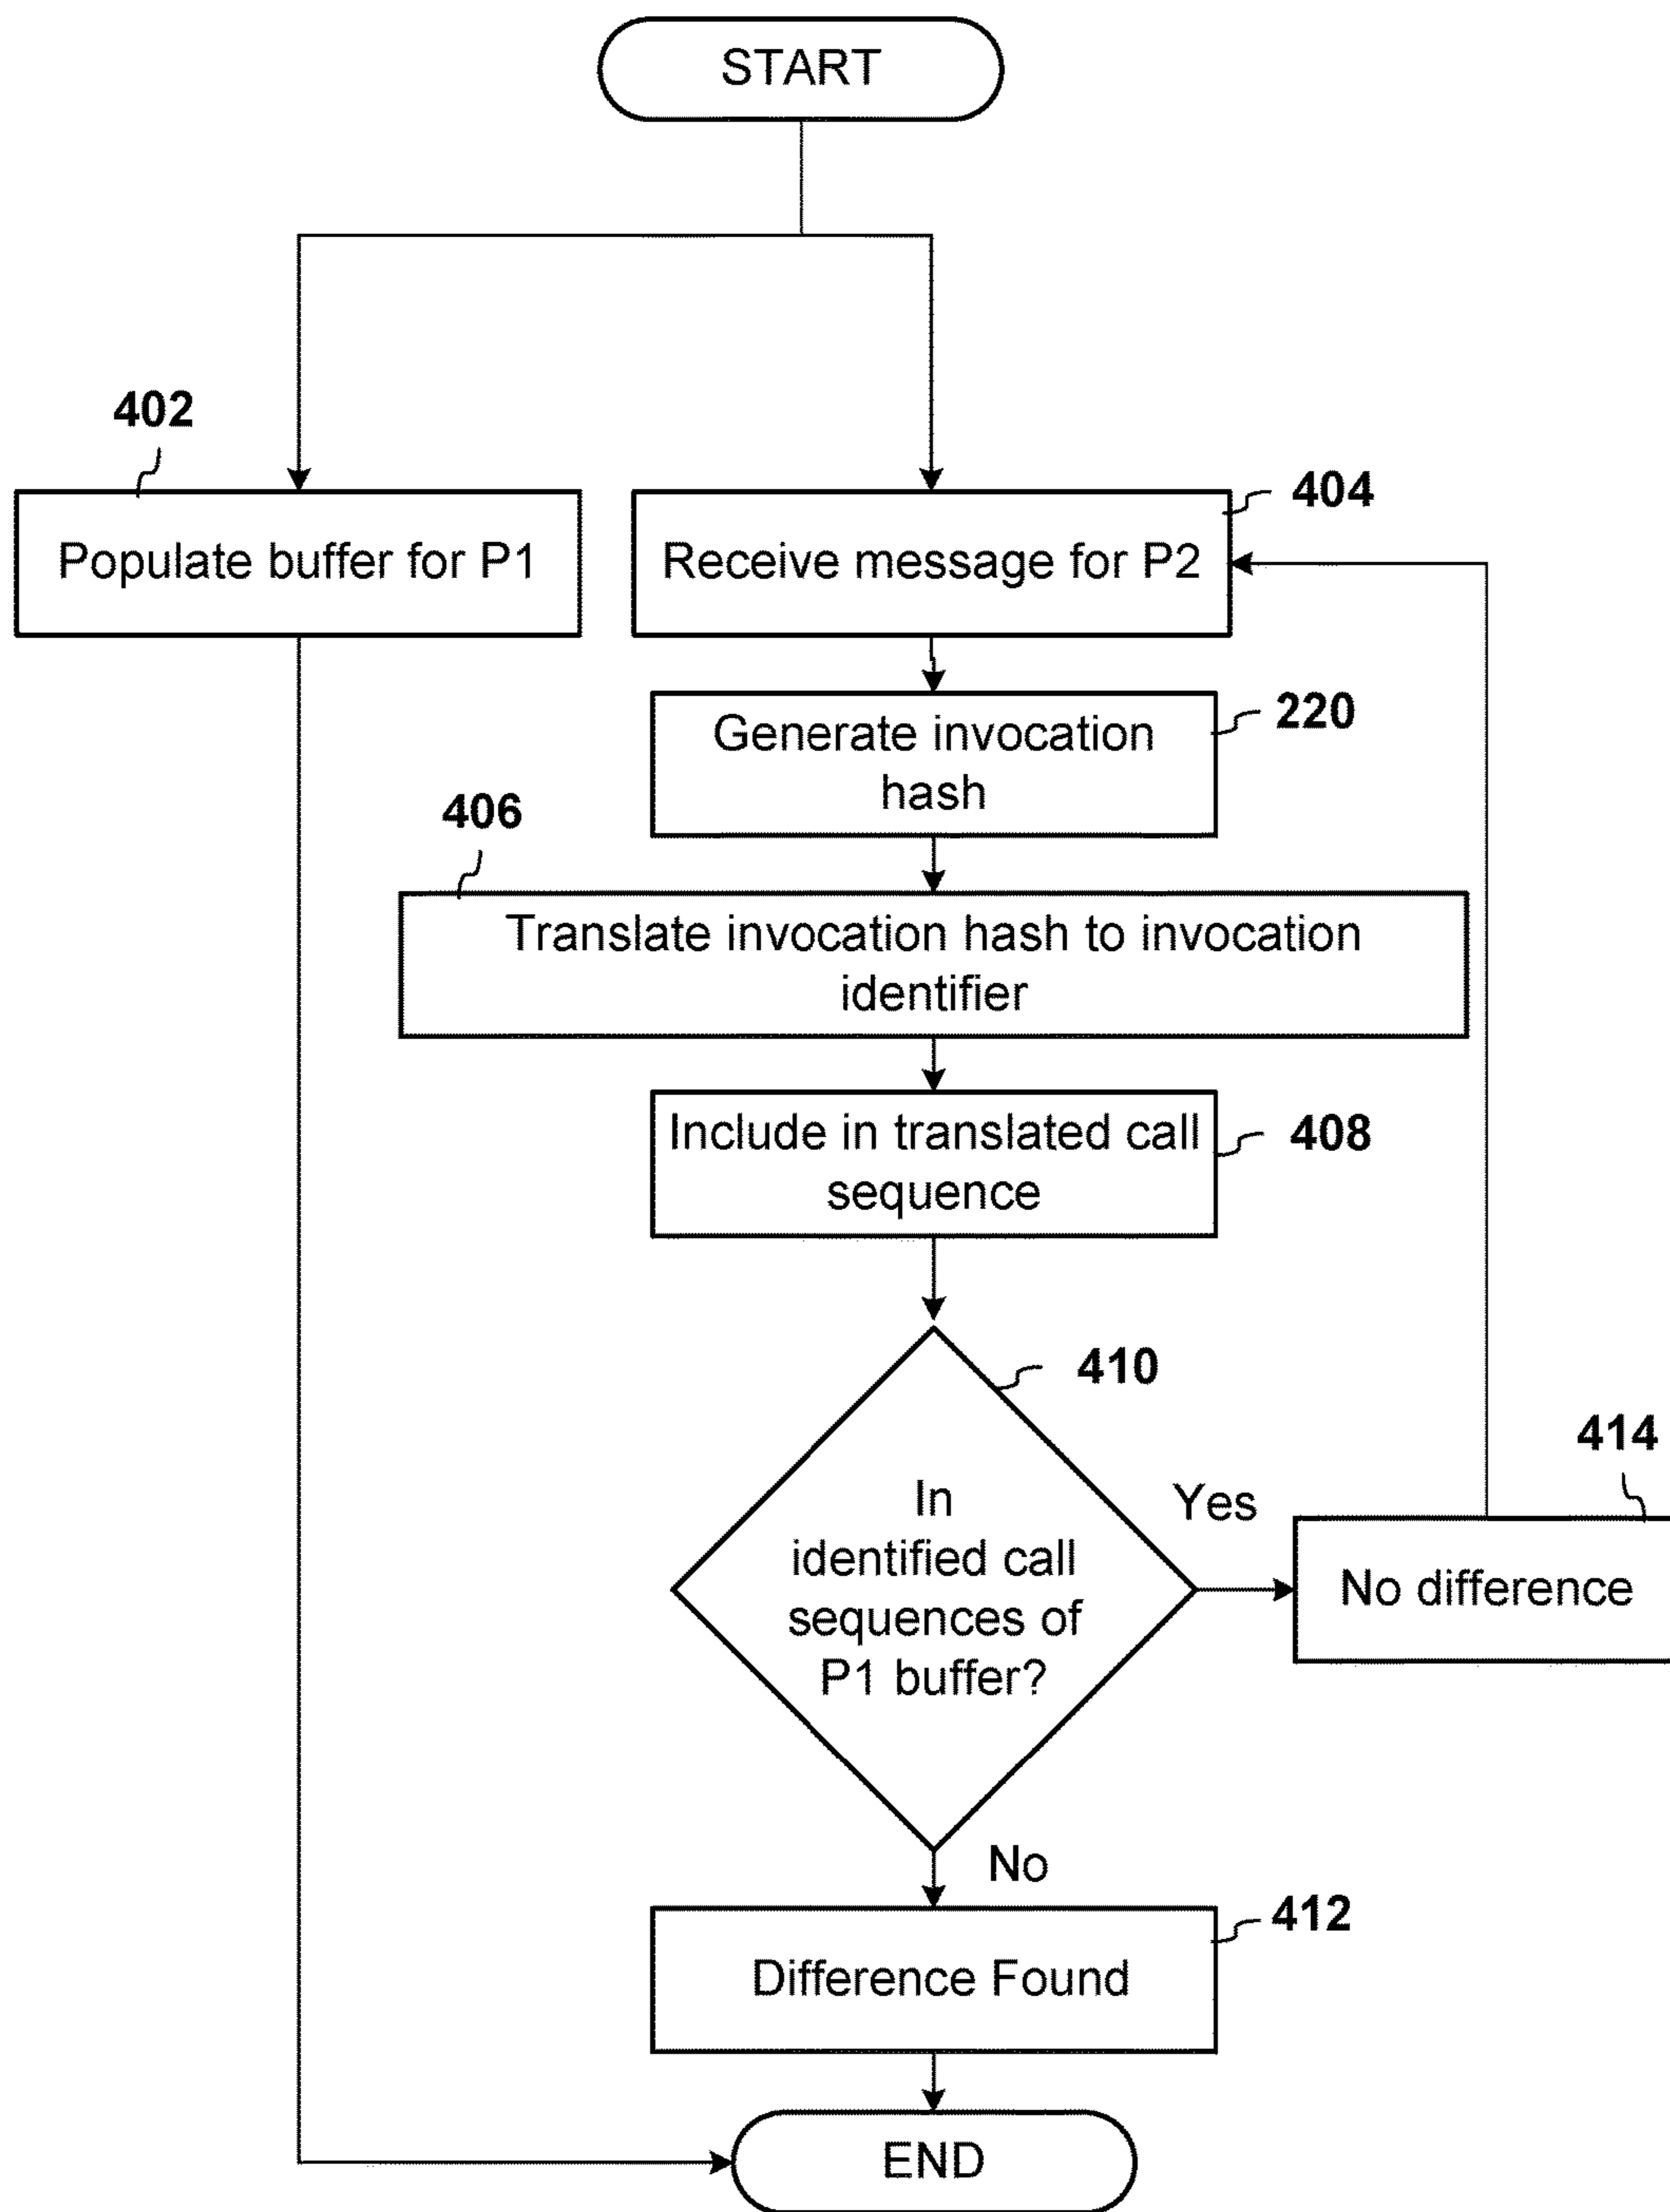 START
402
Populate buffer for P1
404
Receive message for P2
220
Generate invocation
hash
406
Translate invocation hash to invocation
identifier
408
Include in translated call
sequence
410
In
identified call
sequences of
P1 buffer?
Yes
414
No difference
No
412
Difference Found
END